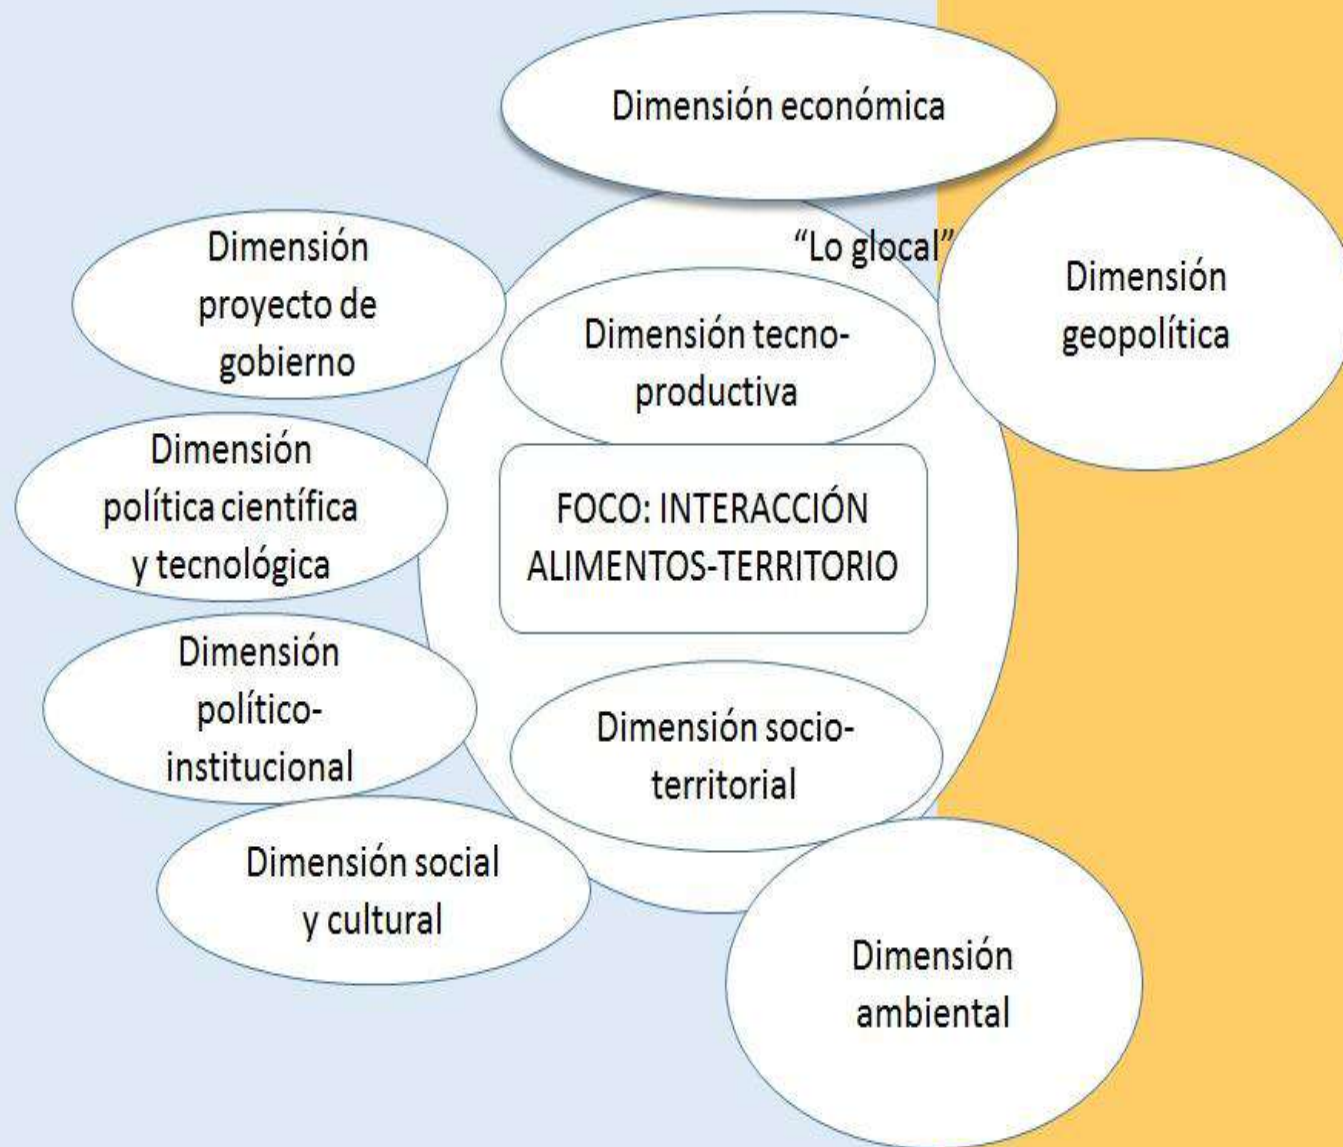 Dimensión económica
“Lo glocal”
Dimensión
geopolítica
Dimensión
proyecto de
gobierno
Dimensión tecno-
productiva
Dimensión
política científica
y tecnológica
FOCO: INTERACCIÓN
ALIMENTOS-TERRITORIO
Dimensión
político-
institucional
Dimensión socio-
territorial
Dimensión social
y cultural
Dimensión
ambiental